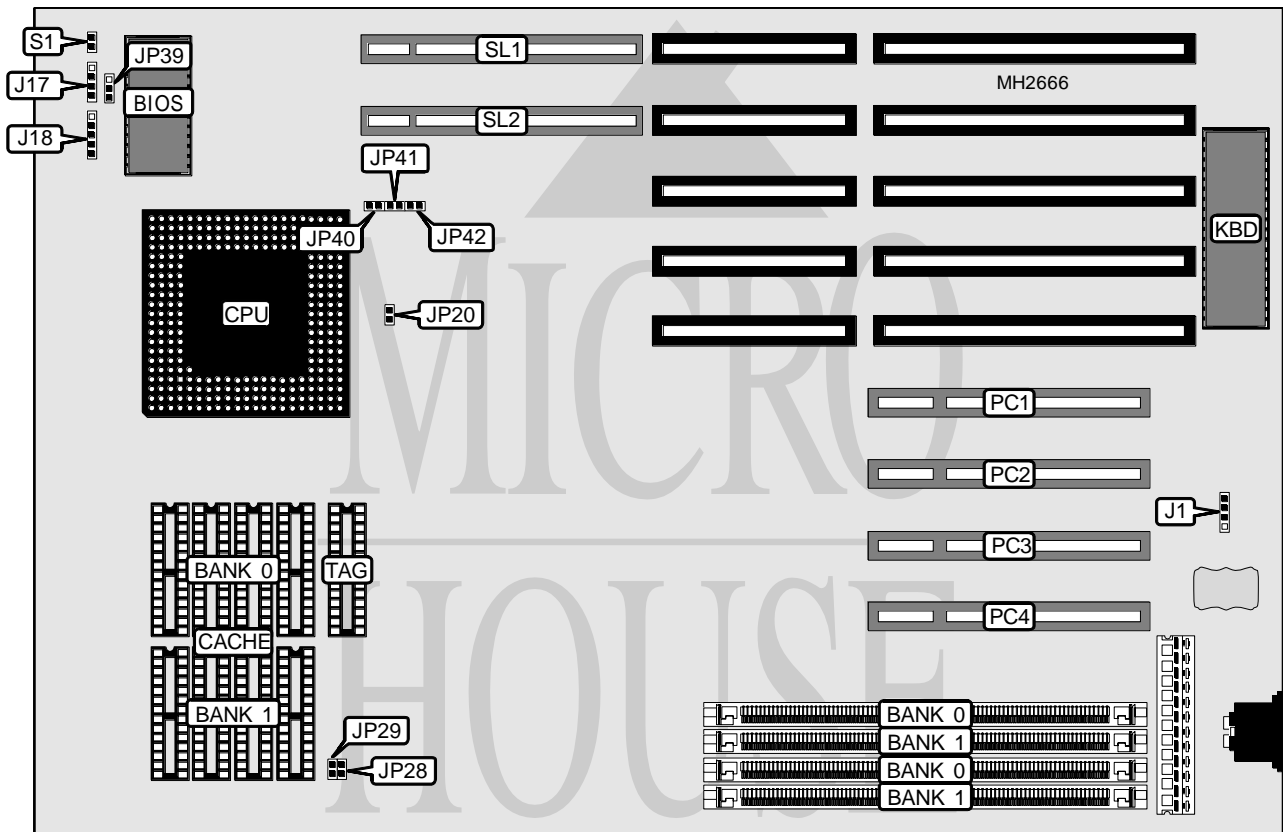 S1
JP39
SL1
J17
BIOS
MH2666
SL2
J18
JP41
JP40
JP42
KBD
CPU
JP20
PC1
PC2
J1
PC3
PC4
BANK 0
TAG
CACHE
BANK 1
JP29
JP28
BANK 0
BANK 1
BANK 0
BANK 1
MICRO
HOUSE